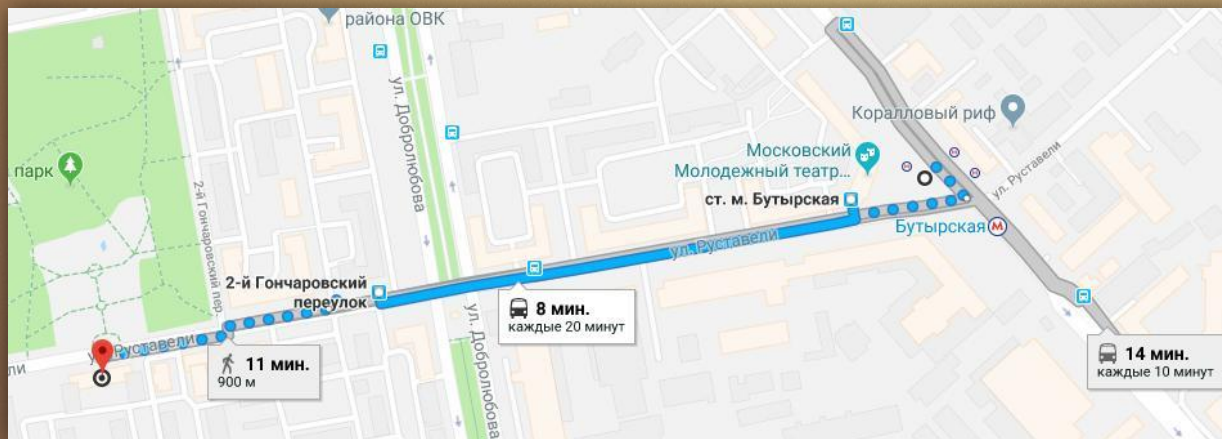 района ОВК
ул. Добролюбова
Коралловый риф
Московский
Молодежный театр...
парк
2-й Гончаровский пер.
ст. м. Бутырская
ул. Руставели
Бутырская М
ул. Руставели
2-й Гончаровский
переулок
8 мин.
каждые 20 минут
ул. Добролюбова
ул. Руставели
11 мин.
900 м
14 мин.
каждые 10 минут
ли